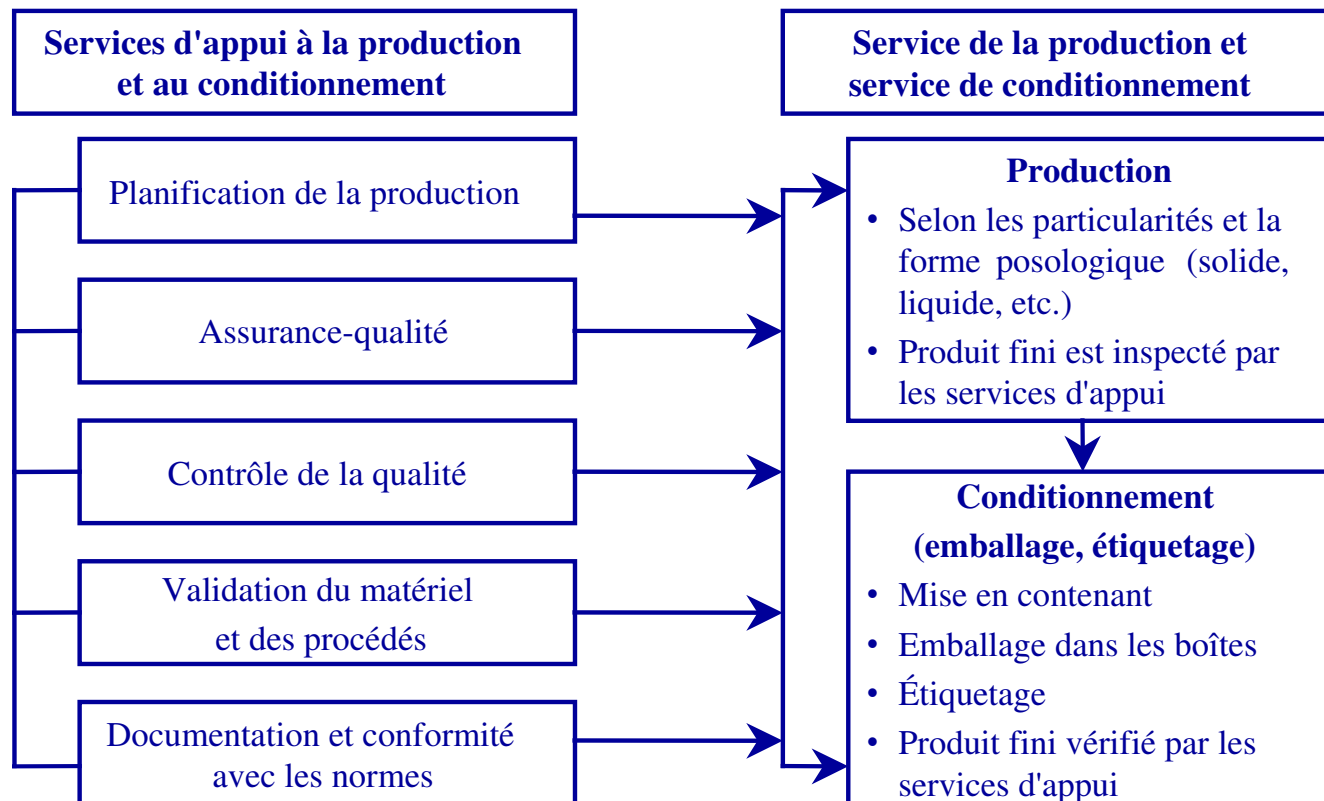 Services d'appui à la production
et au conditionnement
Service de la production et
service de conditionnement
Planification de la production
Assurance-qualité
Contrôle de la qualité
Validation du matériel
et des procédés
Documentation et conformité
avec les normes
Production
• Selon les particularités et la
forme posologique (solide,
liquide, etc.)
• Produit fini est inspecté par
les services d'appui
Conditionnement
(emballage, étiquetage)
• Mise en contenant
• Emballage dans les boîtes
• Étiquetage
• Produit fini vérifié par les
services d'appui